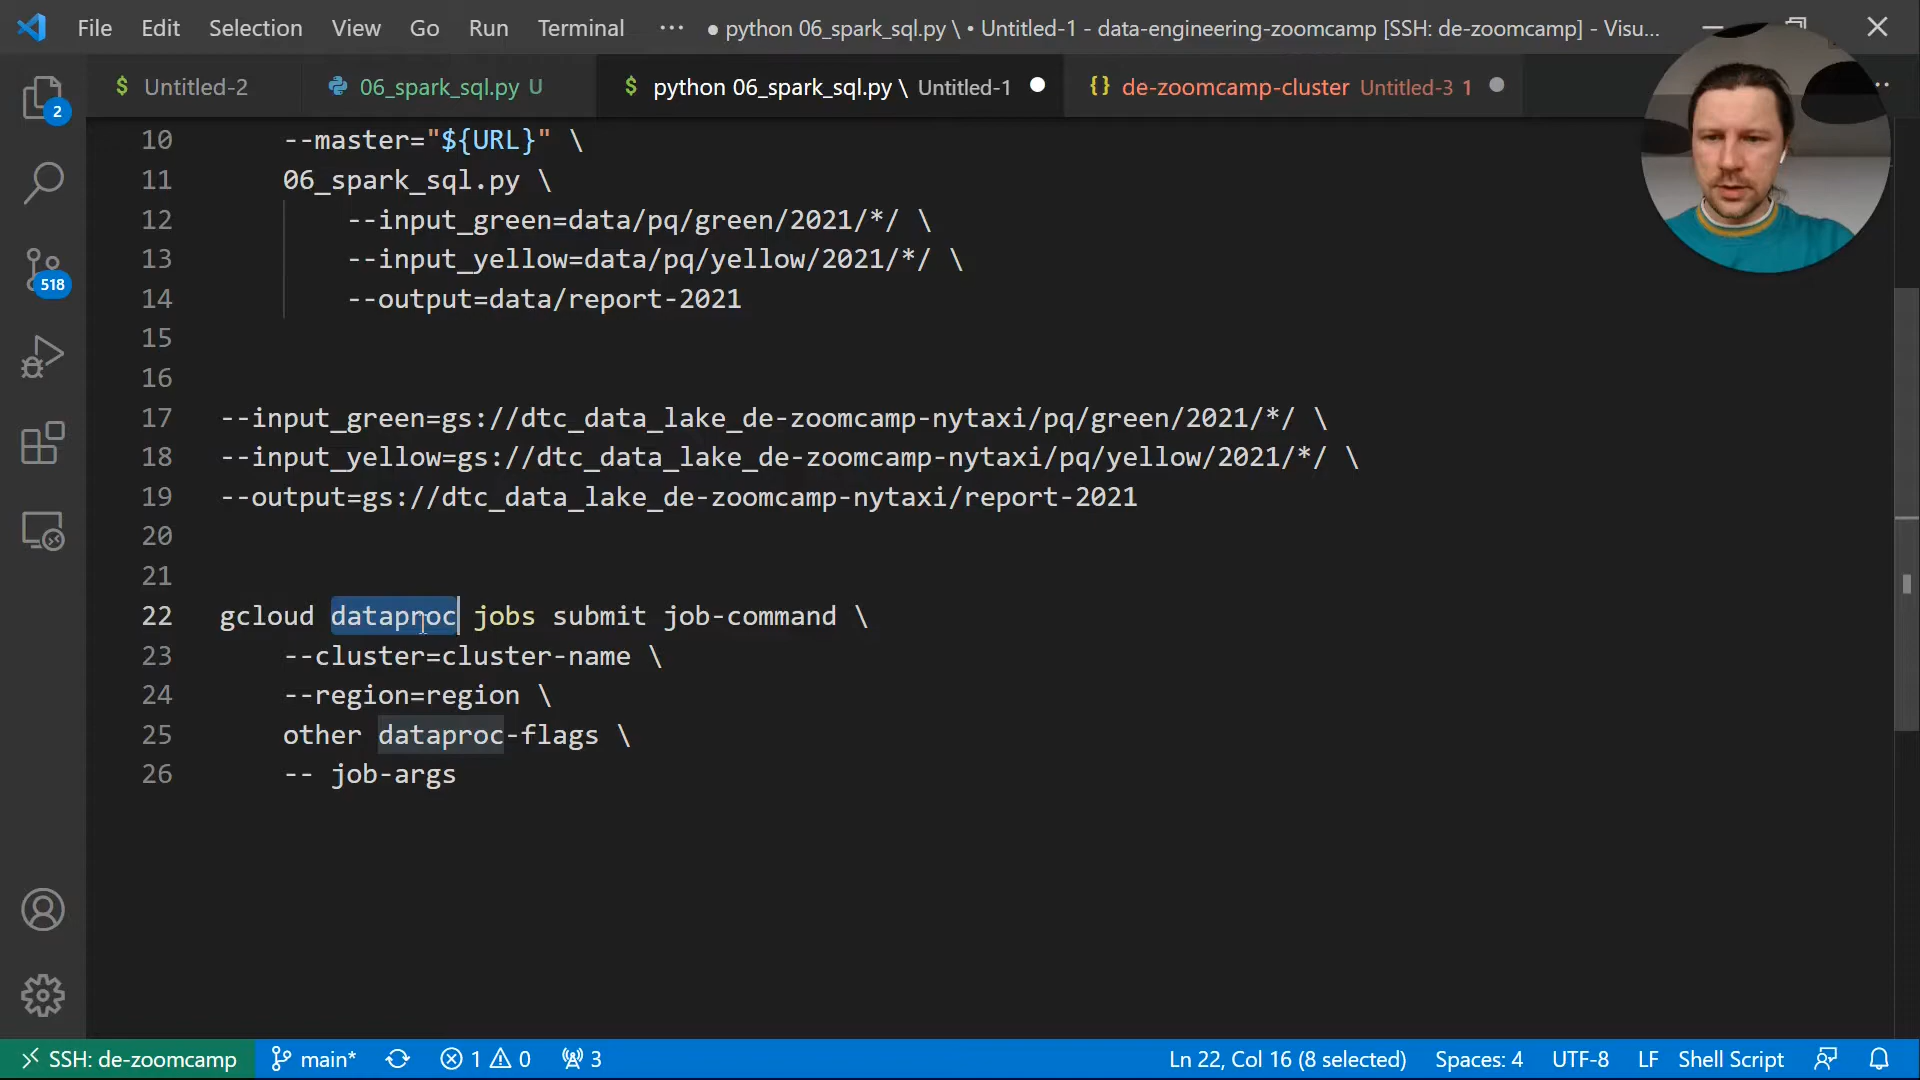 File Edit Selection View Go Run Terminal ··· ● python 06_spark_sql.py \ • Untitled-1 - data-engineering-zoomcamp [SSH: de-zoomcamp] - Visu...
$ Untitled-2 06_spark_sql.py U $ python 06_spark_sql.py \ Untitled-1 {} de-zoomcamp-cluster Untitled-3 1
2
518
10 --master="${URL}" \
11 06_spark_sql.py \
12 --input_green=data/pq/green/2021/*/ \
13 --input_yellow=data/pq/yellow/2021/*/ \
14 --output=data/report-2021
15
16
17 --input_green=gs://dtc_data_lake_de-zoomcamp-nytaxi/pq/green/2021/*/ \
18 --input_yellow=gs://dtc_data_lake_de-zoomcamp-nytaxi/pq/yellow/2021/*/ \
19 --output=gs://dtc_data_lake_de-zoomcamp-nytaxi/report-2021
20
21
22 gcloud dataproc jobs submit job-command \
23 --cluster=cluster-name \
24 --region=region \
25 other dataproc-flags \
26 -- job-args
SSH: de-zoomcamp main* 1 0 3 Ln 22, Col 16 (8 selected) Spaces: 4 UTF-8 LF Shell Script